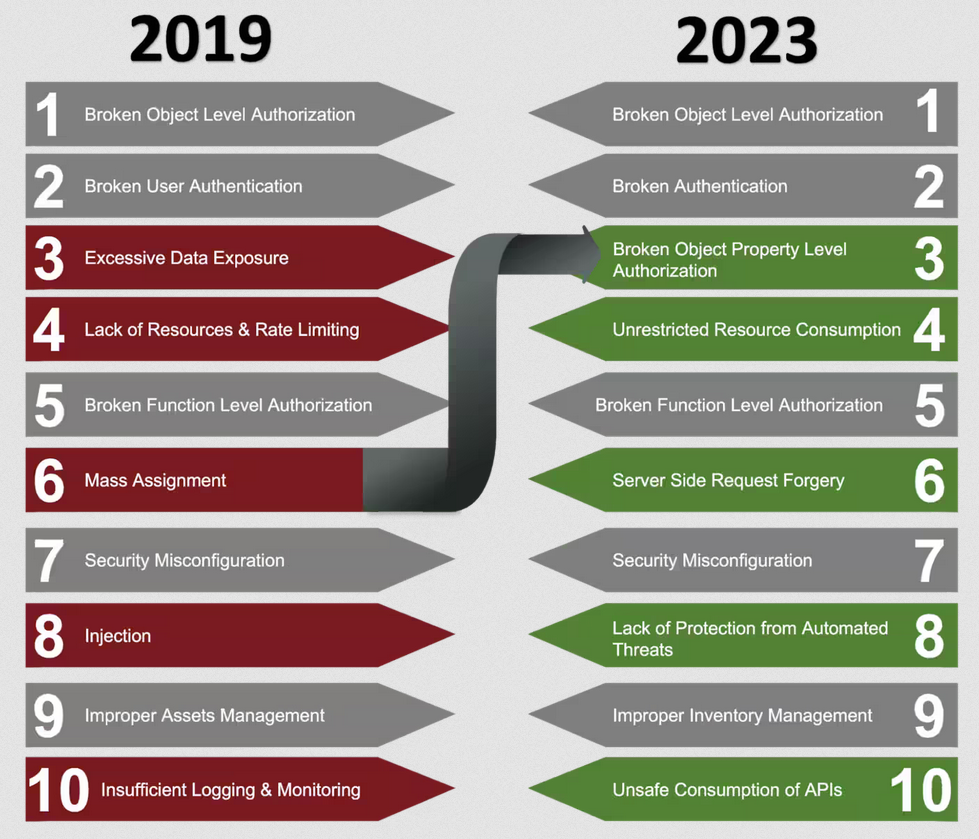 2019
2023
1 Broken Object Level Authorization
Broken Object Level Authorization 1
2 Broken User Authentication
Broken Authentication 2
3 Excessive Data Exposure
Broken Object Property Level
Authorization 3
4 Lack of Resources & Rate Limiting
Unrestricted Resource Consumption 4
5 Broken Function Level Authorization
Broken Function Level Authorization 5
6 Mass Assignment
Server Side Request Forgery 6
7 Security Misconfiguration
Security Misconfiguration 7
8 Injection
Lack of Protection from Automated
Threats 8
9 Improper Assets Management
Improper Inventory Management 9
10 Insufficient Logging & Monitoring
Unsafe Consumption of APIs 10